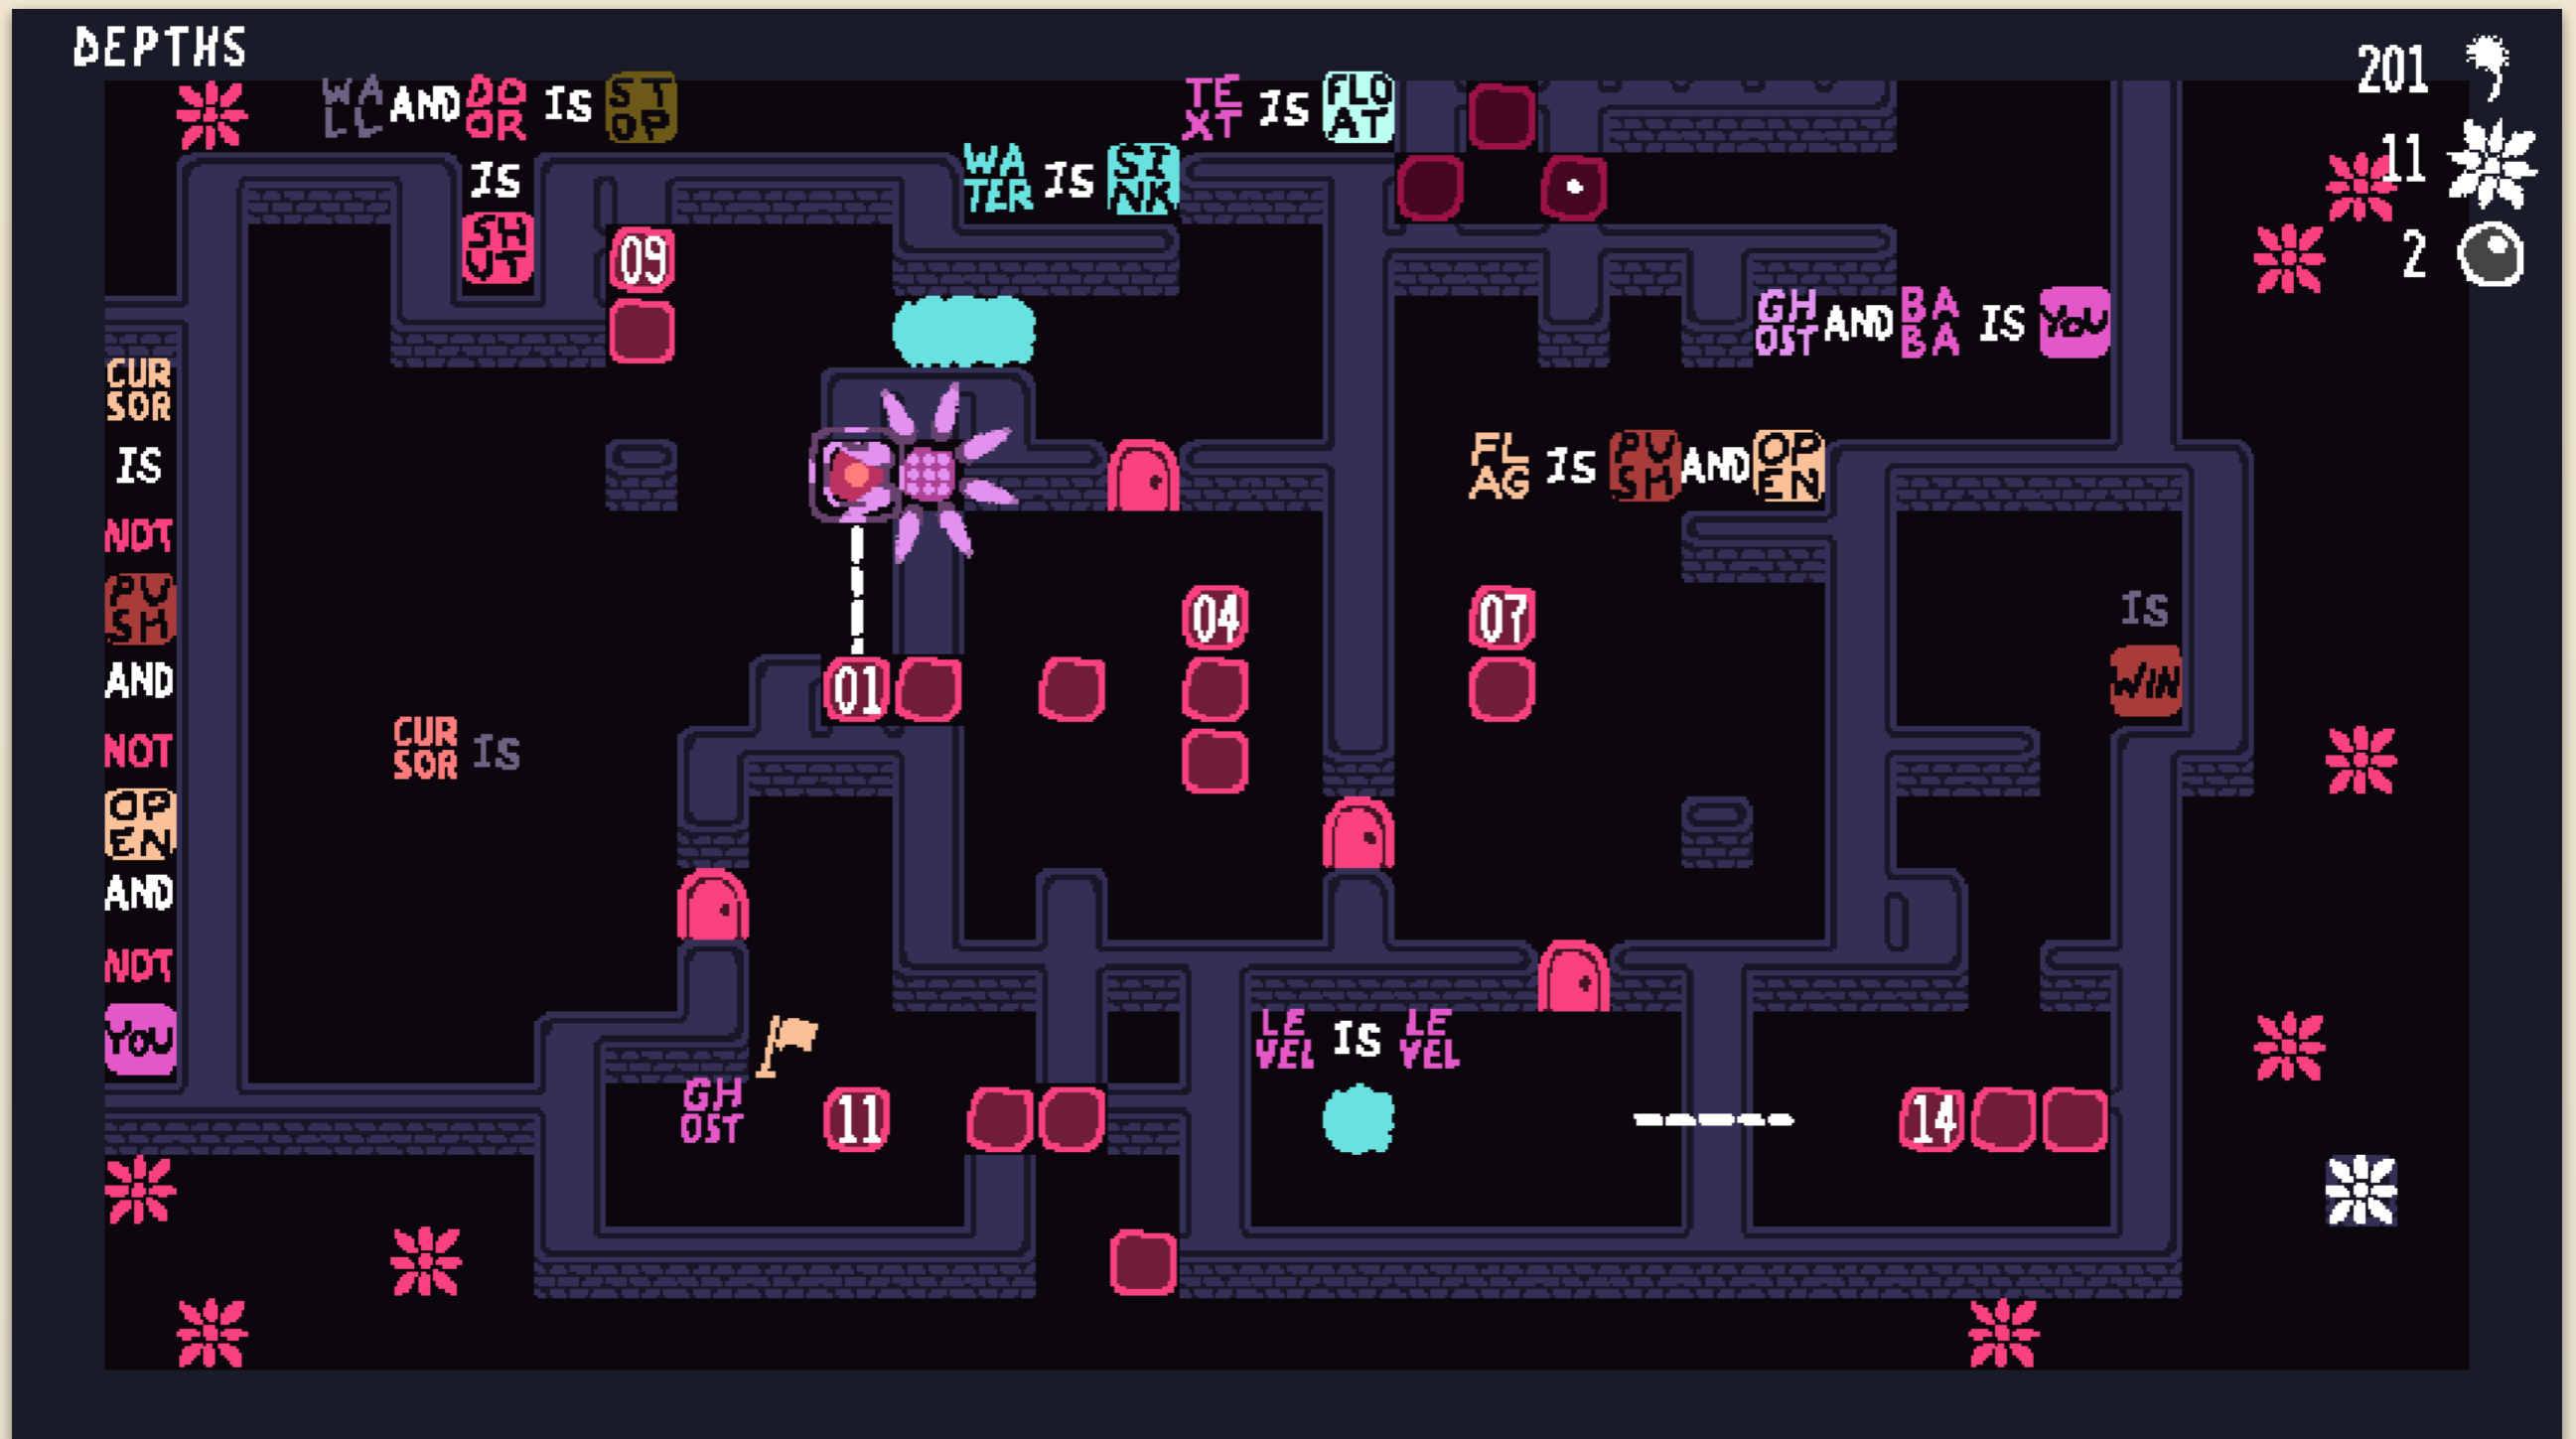 DEPTHS
201
WALL AND DOOR IS STOP
TEXT IS FLOAT
11
IS
WATER IS SINK
SHUT
09
2
GHOST AND BABA IS YOU
CURSOR
IS
FLAG IS PUSH AND OPEN
NOT
PUSH
04
07
IS
AND
01
WIN
NOT
CURSOR IS
OPEN
AND
NOT
YOU
LEVEL IS LEVEL
GHOST
11
14